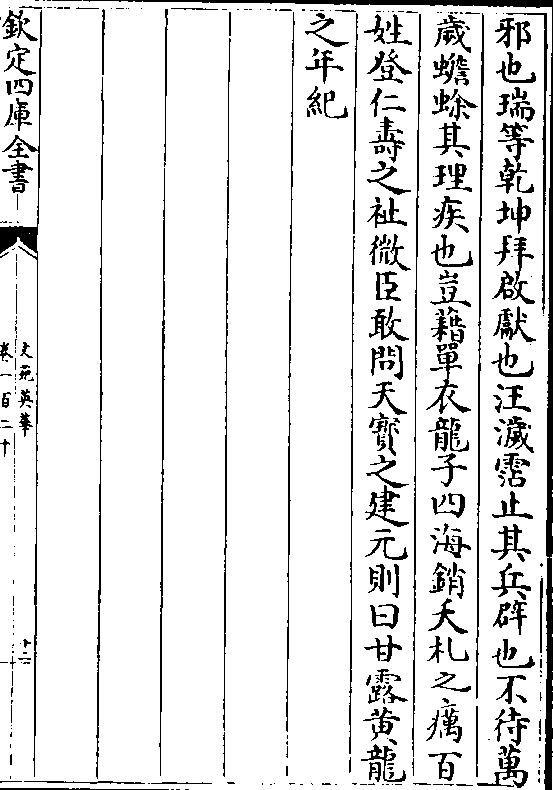 邪也瑞等乾坤拜啟獻也汪濊霑止其兵辟也不待萬
歲蟾蜍其理疾也豈藉單衣龍子四海銷夭札之癘百
姓登仁壽之祉微臣敢問天寳之建元則曰甘露黃龍
之年紀
欽定四庫全書
文苑英華
卷一百二十
十二